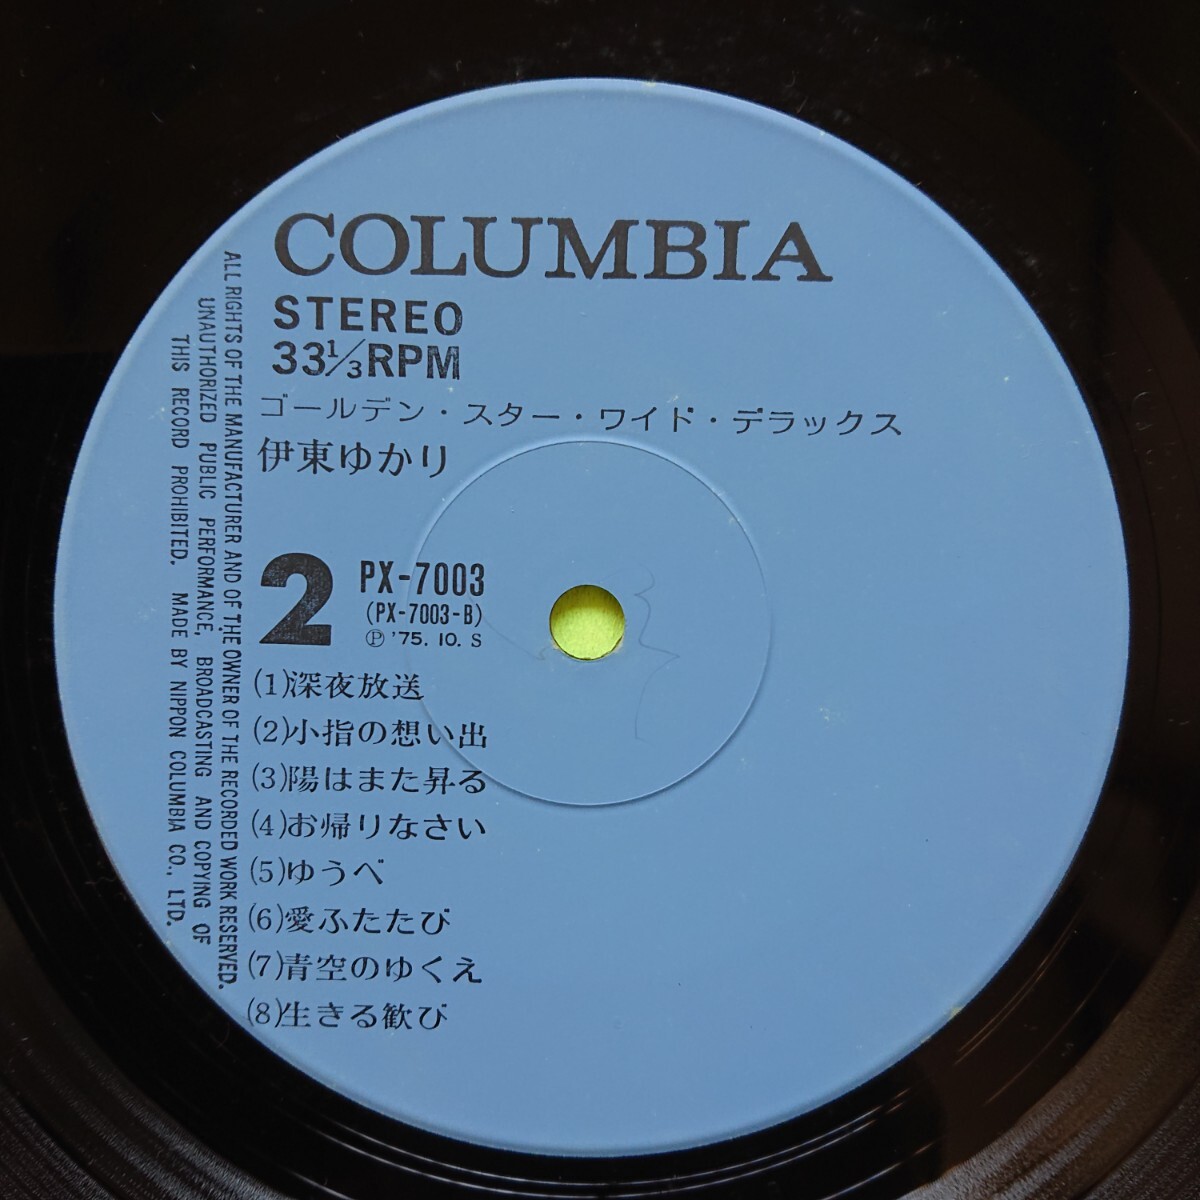 COLUMBIA
STEREO
33⅓RPM
ゴールデン・スター・ワイド・デラックス
伊東ゆかり
2
PX-7003
(PX-7003-B)
Ⓟ '75. 10. S
(1)深夜放送
(2)小指の想い出
(3)陽はまた昇る
(4)お帰りなさい
(5)ゆうべ
(6)愛ふたたび
(7)青空のゆくえ
(8)生きる歓び
ALL RIGHTS OF THE MANUFACTURER AND OF THE OWNER OF THE RECORDED WORK RESERVED.
UNAUTHORIZED PUBLIC PERFORMANCE, BROADCASTING AND COPYING OF
THIS RECORD PROHIBITED. MADE BY NIPPON COLUMBIA CO., LTD.